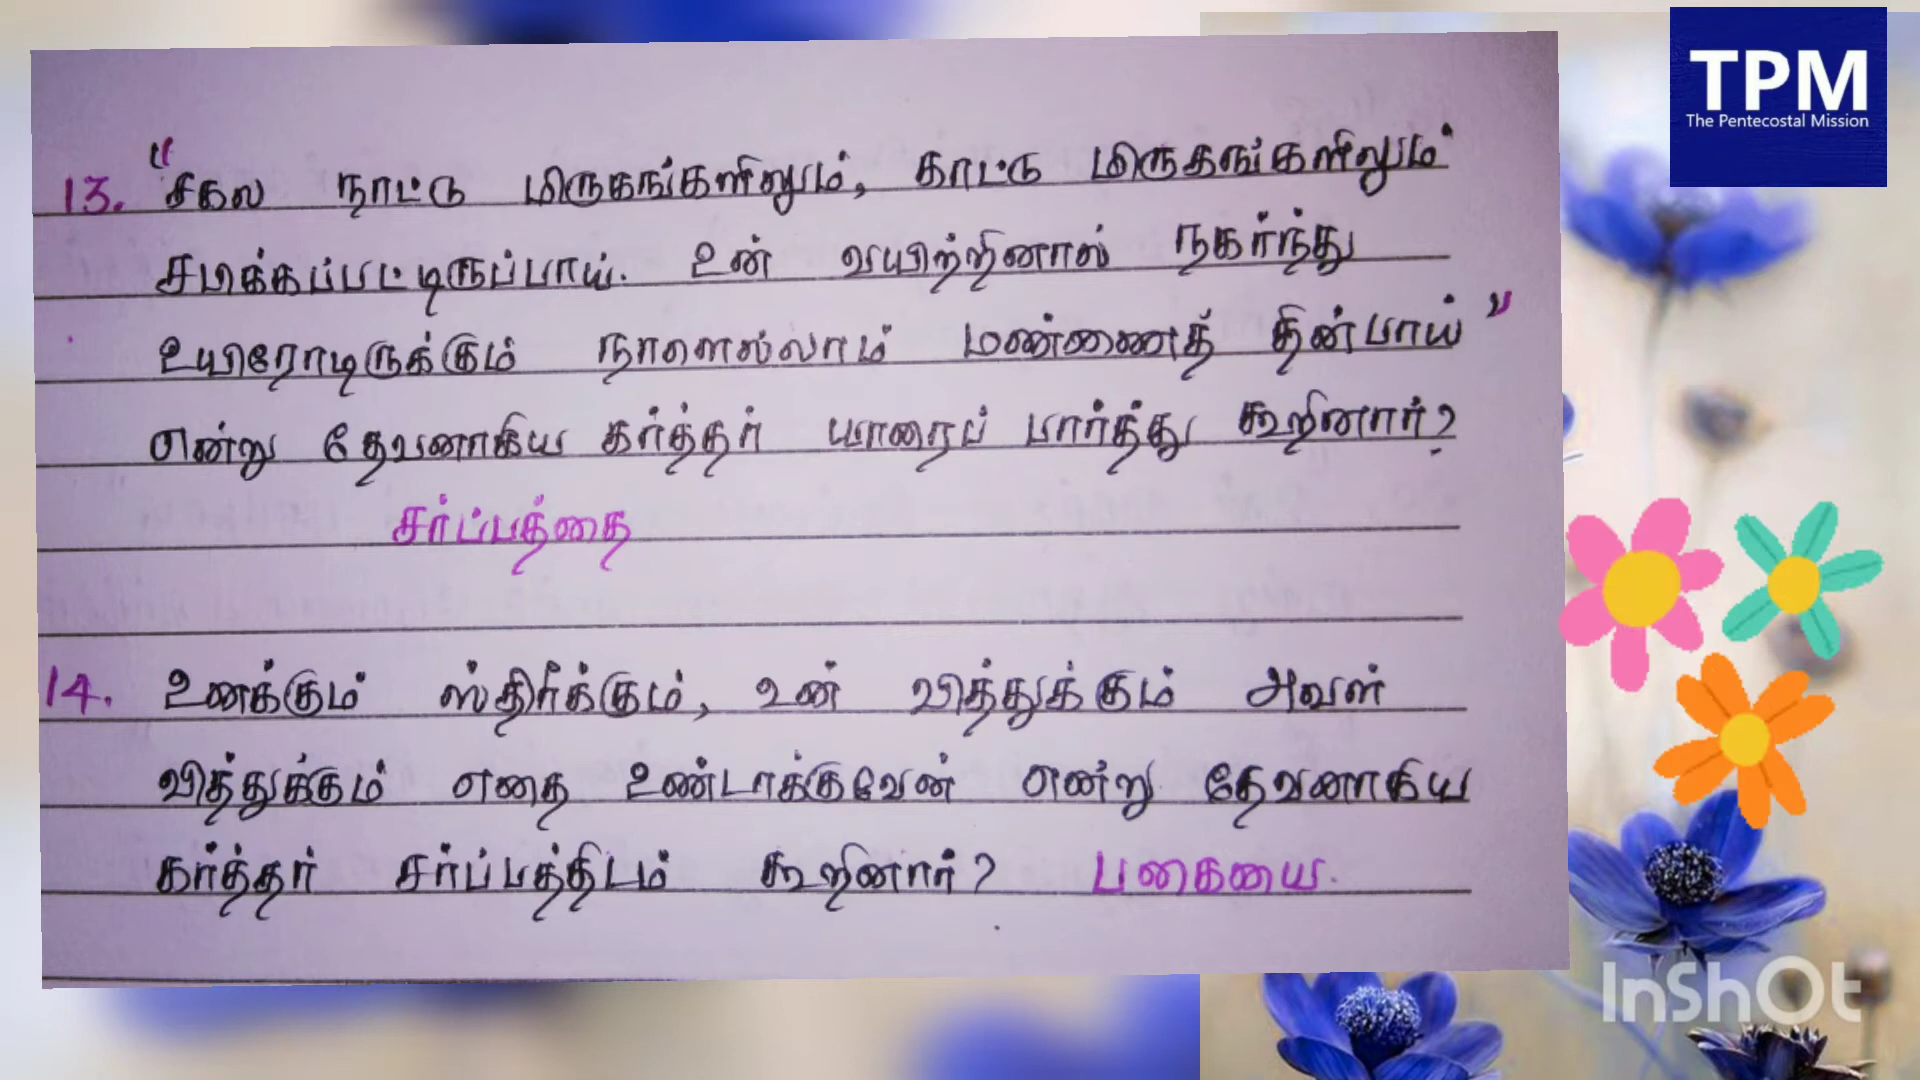 TPM
The Pentecostal Mission
13. "சகல நாட்டு மிருகங்களிலும், காட்டு மிருகங்களிலும்
சபிக்கப்பட்டிருப்பாய். உன் வயிற்றினால் நகர்ந்து
உயிரோடிருக்கும் நாளெல்லாம் மண்ணைத் தின்பாய்"
என்று தேவனாகிய கர்த்தர் யாரைப் பார்த்து கூறினார்?
சர்ப்பத்தை
14. உனக்கும் ஸ்திரீக்கும், உன் வித்துக்கும் அவள்
வித்துக்கும் எதை உண்டாக்குவேன் என்று தேவனாகிய
கர்த்தர் சர்ப்பத்திடம் கூறினார்? பகையை.
InShOt